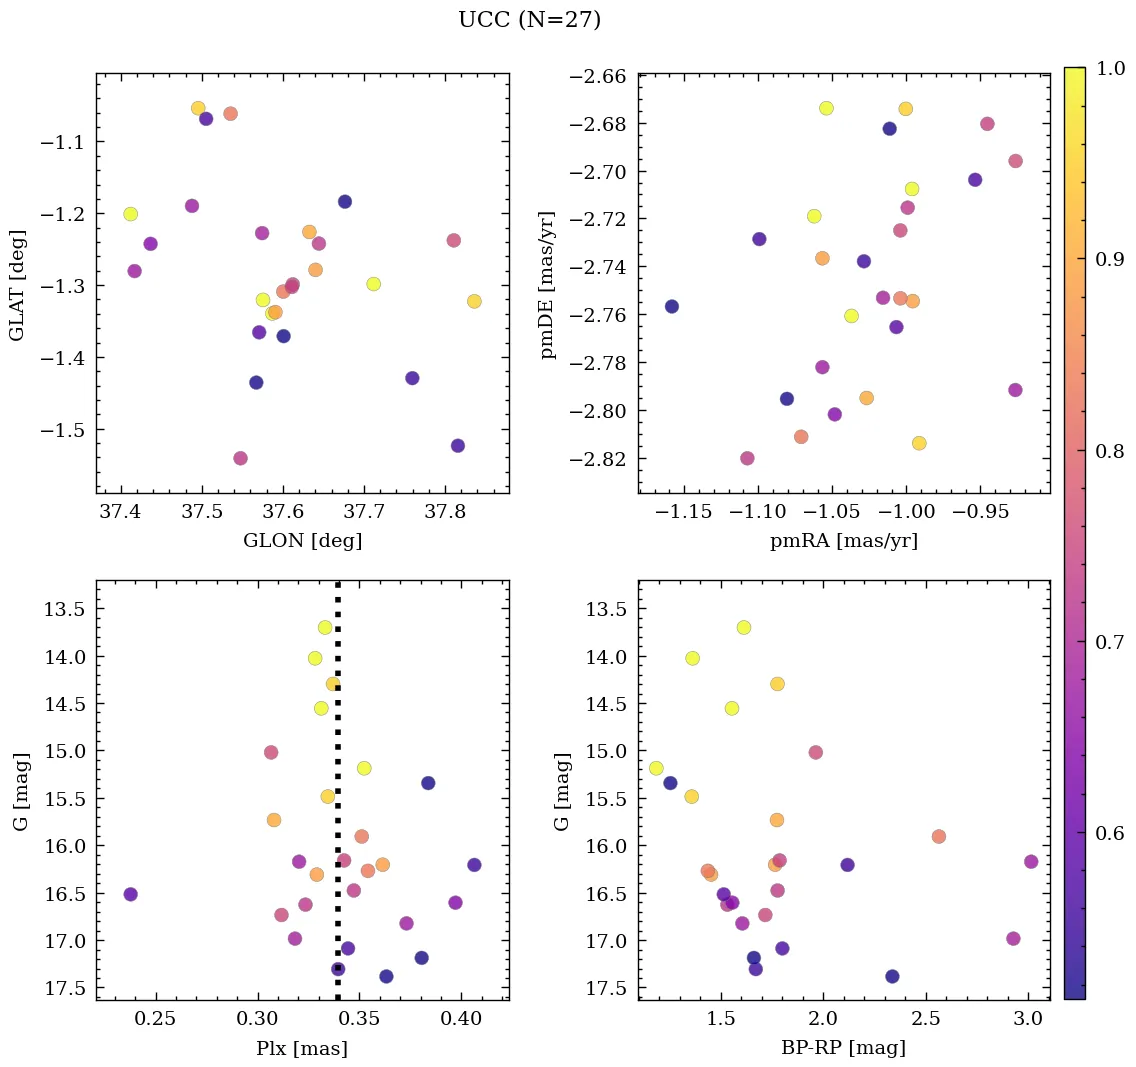 UCC (N=27)
−1.1
−1.2
−1.3
−1.4
−1.5
GLAT [deg]
37.4 37.5 37.6 37.7 37.8
GLON [deg]
−2.66
−2.68
−2.70
−2.72
−2.74
−2.76
−2.78
−2.80
−2.82
pmDE [mas/yr]
−1.15 −1.10 −1.05 −1.00 −0.95
pmRA [mas/yr]
13.5
14.0
14.5
15.0
15.5
16.0
16.5
17.0
17.5
G [mag]
0.25 0.30 0.35 0.40
Plx [mas]
13.5
14.0
14.5
15.0
15.5
16.0
16.5
17.0
17.5
G [mag]
1.5 2.0 2.5 3.0
BP-RP [mag]
1.0
0.9
0.8
0.7
0.6